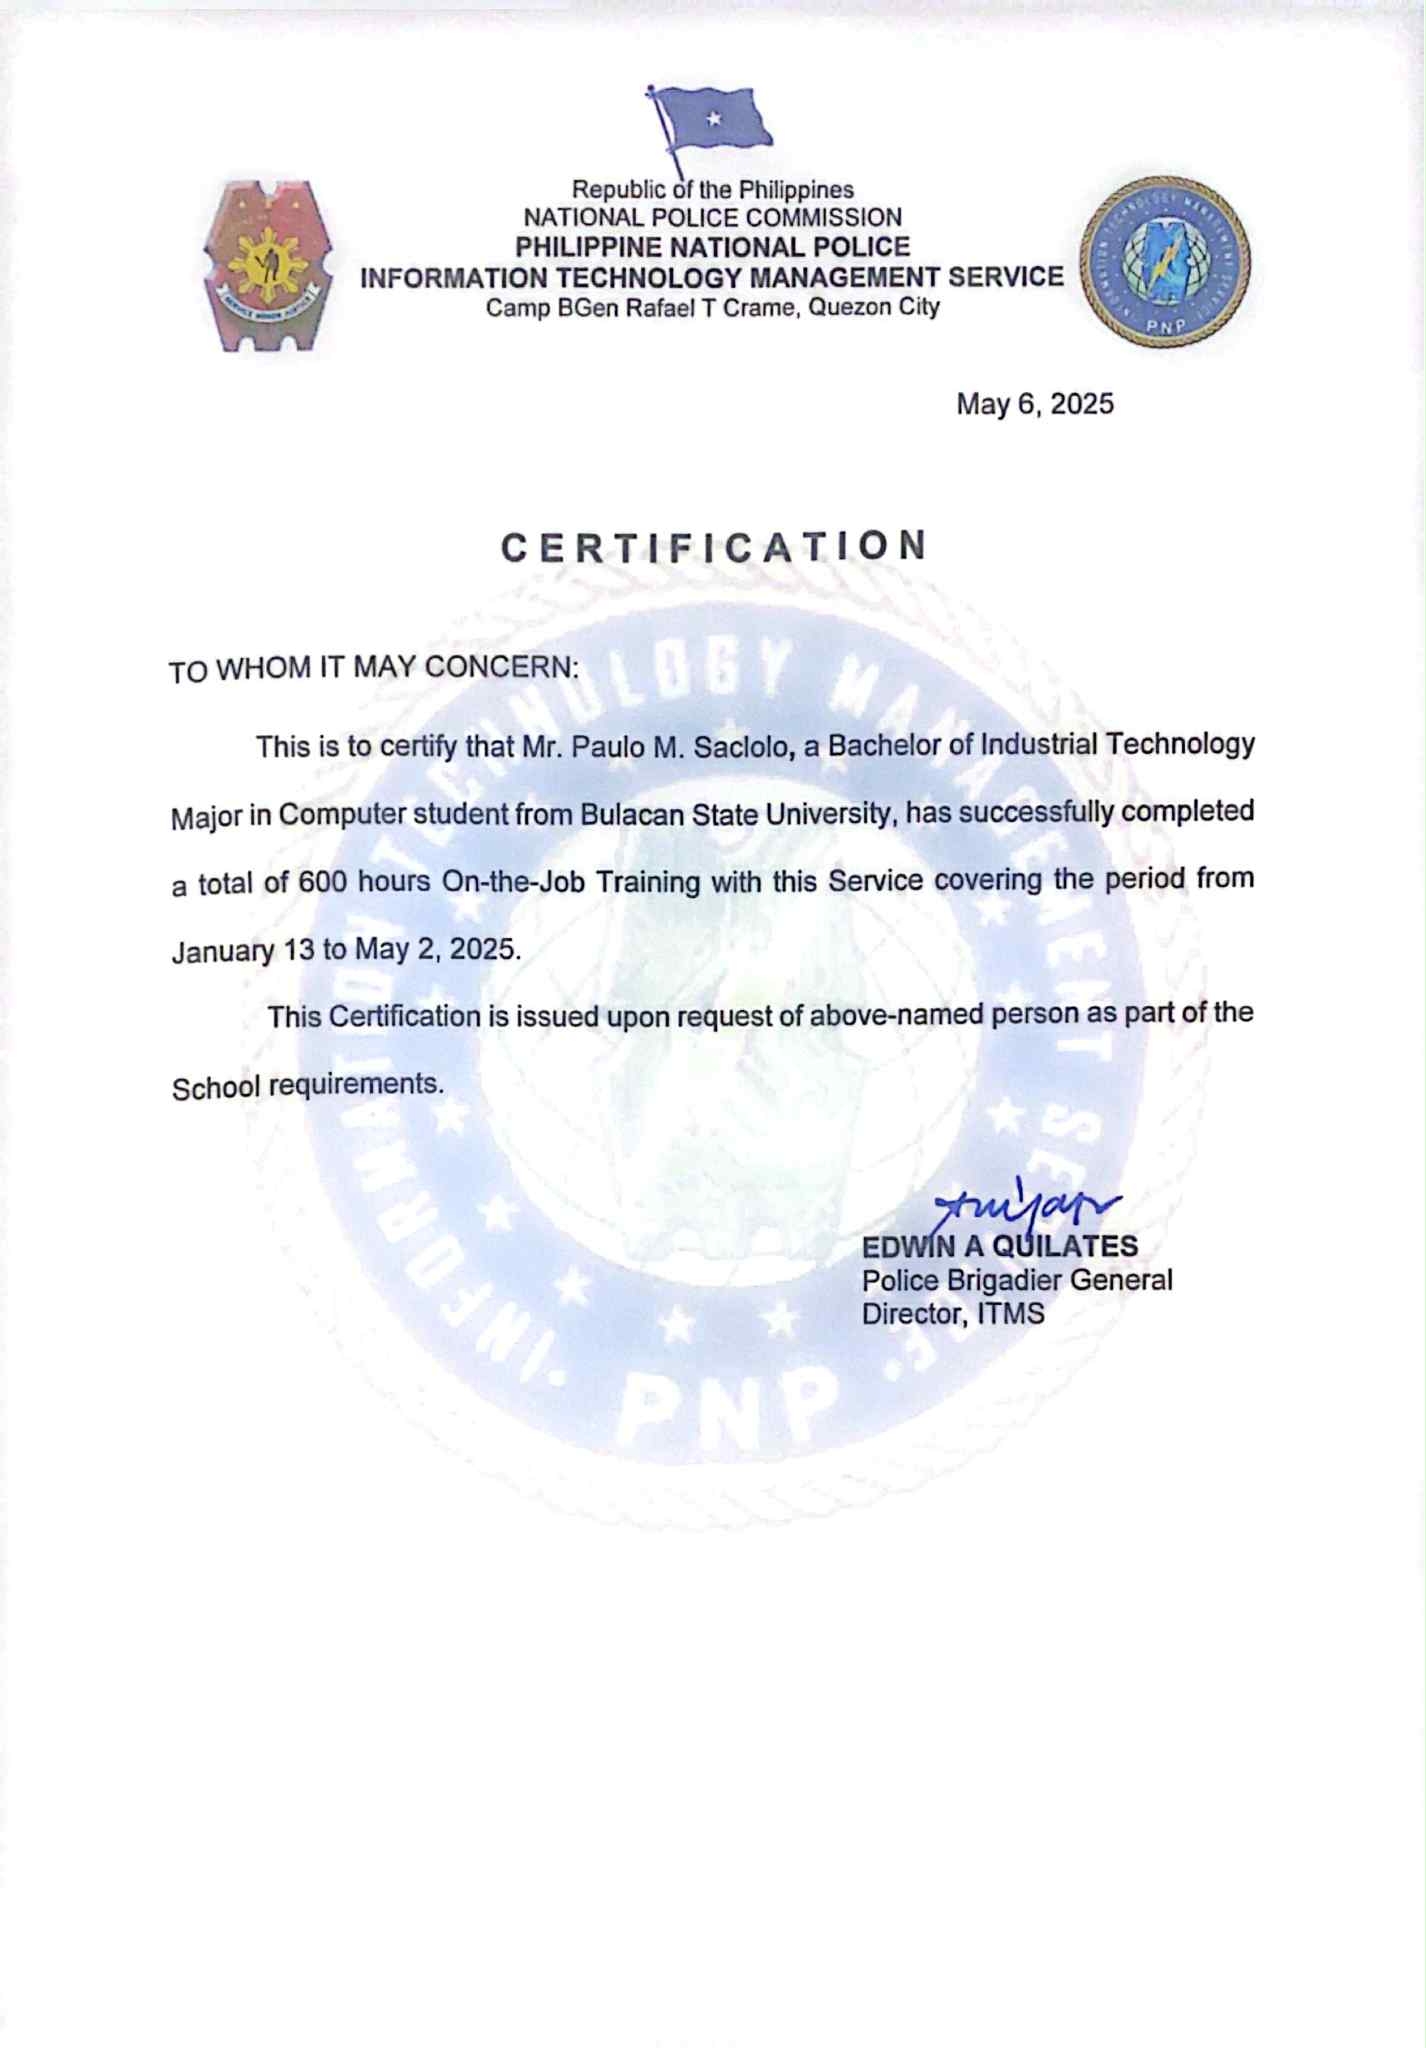 Republic of the Philippines
NATIONAL POLICE COMMISSION
PHILIPPINE NATIONAL POLICE
INFORMATION TECHNOLOGY MANAGEMENT SERVICE
Camp BGen Rafael T Crame, Quezon City
SERVICE HONOR JUSTICE
INFORMATION TECHNOLOGY MANAGEMENT SERVICE
PNP
May 6, 2025
CERTIFICATION
TO WHOM IT MAY CONCERN:
This is to certify that Mr. Paulo M. Saclolo, a Bachelor of Industrial Technology
Major in Computer student from Bulacan State University, has successfully completed
a total of 600 hours On-the-Job Training with this Service covering the period from
January 13 to May 2, 2025.
This Certification is issued upon request of above-named person as part of the
School requirements.
EDWIN A QUILATES
Police Brigadier General
Director, ITMS
INFORMATION TECHNOLOGY MANAGEMENT SERVICE
PNP